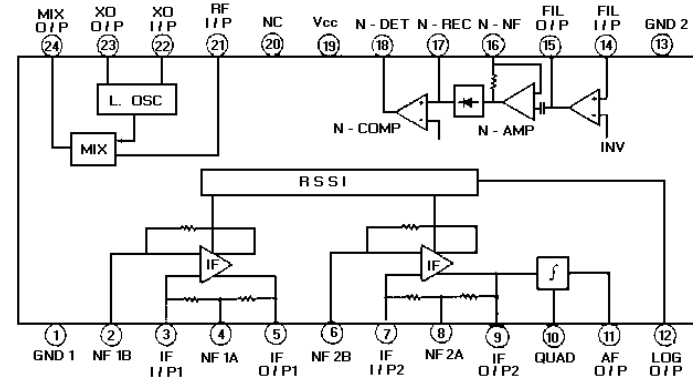 MIX XO XO RF NC Vcc N - DET N - REC N - NF FIL FIL GND 2
O/P O/P I/P I/P O/P I/P
24 23 22 21 20 19 18 17 16 15 14 13
L. OSC
N - COMP N - AMP
MIX INV
RSSI
IF IF
∫
1 2 3 4 5 6 7 8 9 10 11 12
GND 1 NF 1B IF NF 1A IF NF 2B IF NF 2A IF QUAD AF LOG
I/P1 O/P1 I/P2 O/P2 O/P O/P